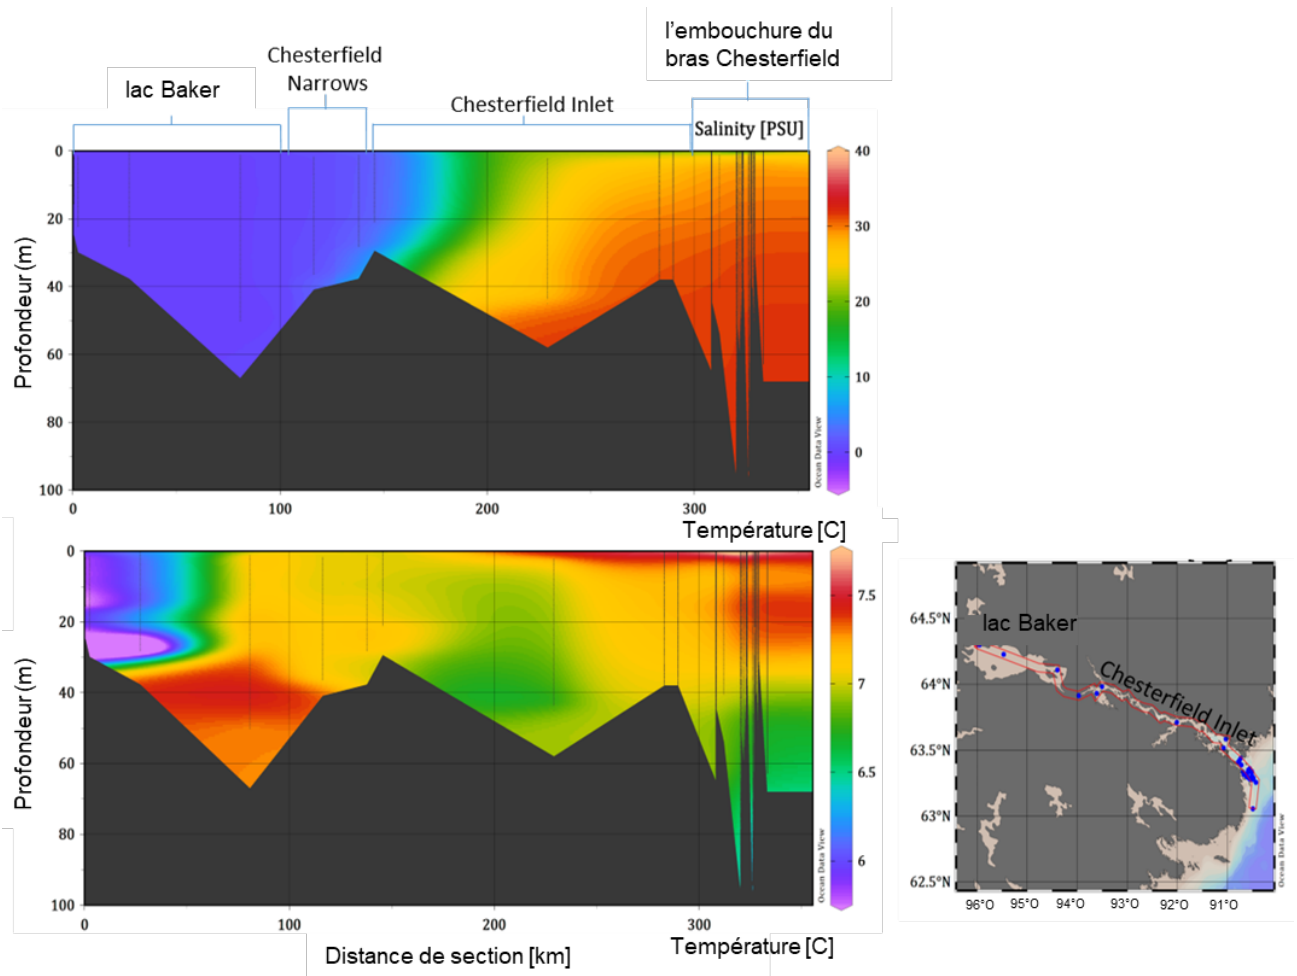 l’embouchure du
bras Chesterfield
Chesterfield
Narrows
lac Baker
Chesterfield Inlet
Salinity [PSU]
0
20
40
60
80
100
Profondeur (m)
0
100
200
300
40
30
20
10
0
Ocean Data View
Température [C]
0
20
40
60
80
100
Profondeur (m)
0
100
200
300
7.5
7
6.5
6
Ocean Data View
Distance de section [km]
Température [C]
lac Baker
Chesterfield Inlet
64.5°N
64°N
63.5°N
63°N
62.5°N
96°O
95°O
94°O
93°O
92°O
91°O
Ocean Data View